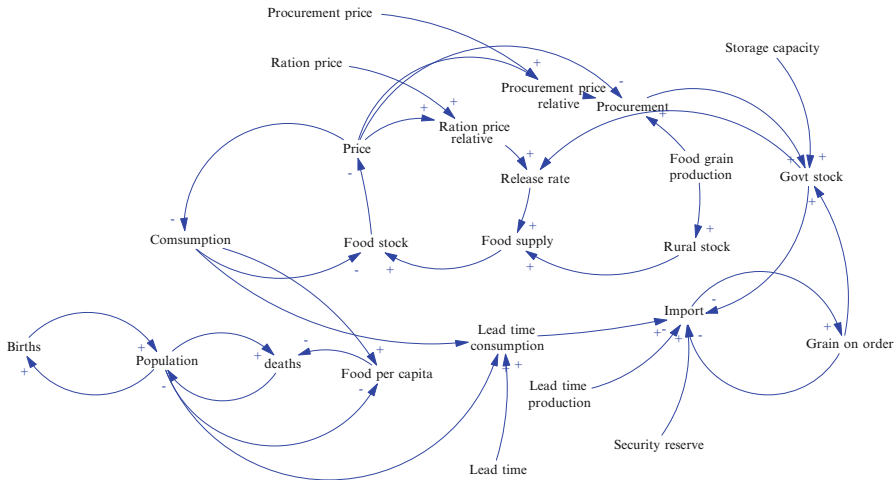 Procurement price
Storage capacity
Ration price
+
-
Procurement price
relative
Procurement
+
+
+
Ration price
relative
Price
-
+
Release rate
Food grain
production
+
+
Govt stock
+
-
Comsumption
-
Food stock
+
+
Food supply
+
+
Rural stock
Import
-
+
Births
+
+
Population
-
+
deaths
-
+
Food per capita
-
Lead time
consumption
+
+
+
-
+
-
Grain on order
Lead time
production
Security reserve
Lead time